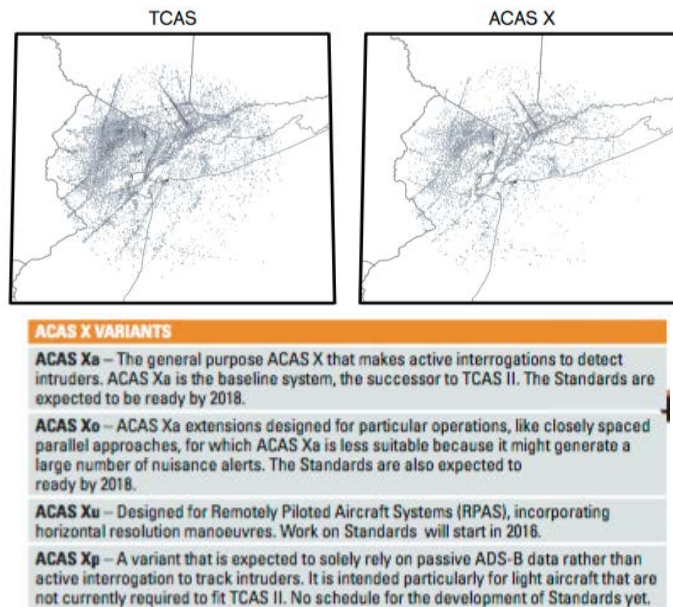 TCAS
ACAS X
ACAS X VARIANTS
ACAS Xa – The general purpose ACAS X that makes active interrogations to detect
intruders. ACAS Xa is the baseline system, the successor to TCAS II. The Standards are
expected to be ready by 2018.
ACAS Xo – ACAS Xa extensions designed for particular operations, like closely spaced
parallel approaches, for which ACAS Xa is less suitable because it might generate a
large number of nuisance alerts. The Standards are also expected to
ready by 2018.
ACAS Xu – Designed for Remotely Piloted Aircraft Systems (RPAS), incorporating
horizontal resolution manoeuvres. Work on Standards will start in 2016.
ACAS Xp – A variant that is expected to solely rely on passive ADS-B data rather than
active interrogation to track intruders. It is intended particularly for light aircraft that are
not currently required to fit TCAS II. No schedule for the development of Standards yet.